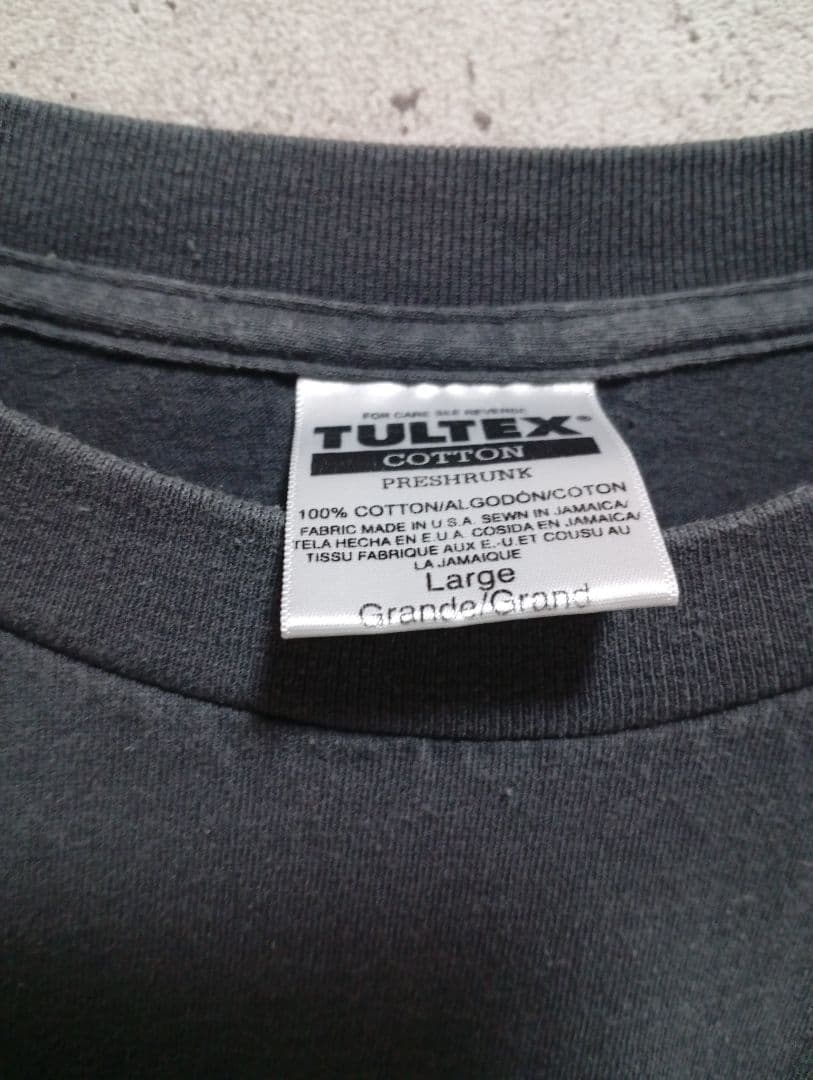 FOR CARE SEE REVERSE
TULTEX®
COTTON
PRESHRUNK
100% COTTON/ALGODÓN/COTON
FABRIC MADE IN U.S.A. SEWN IN JAMAICA/
TELA HECHA EN E.U.A. COSIDA EN JAMAICA/
TISSU FABRIQUE AUX E.-U.ET COUSU AU
LA JAMAIQUE
Large
Grande/Grand